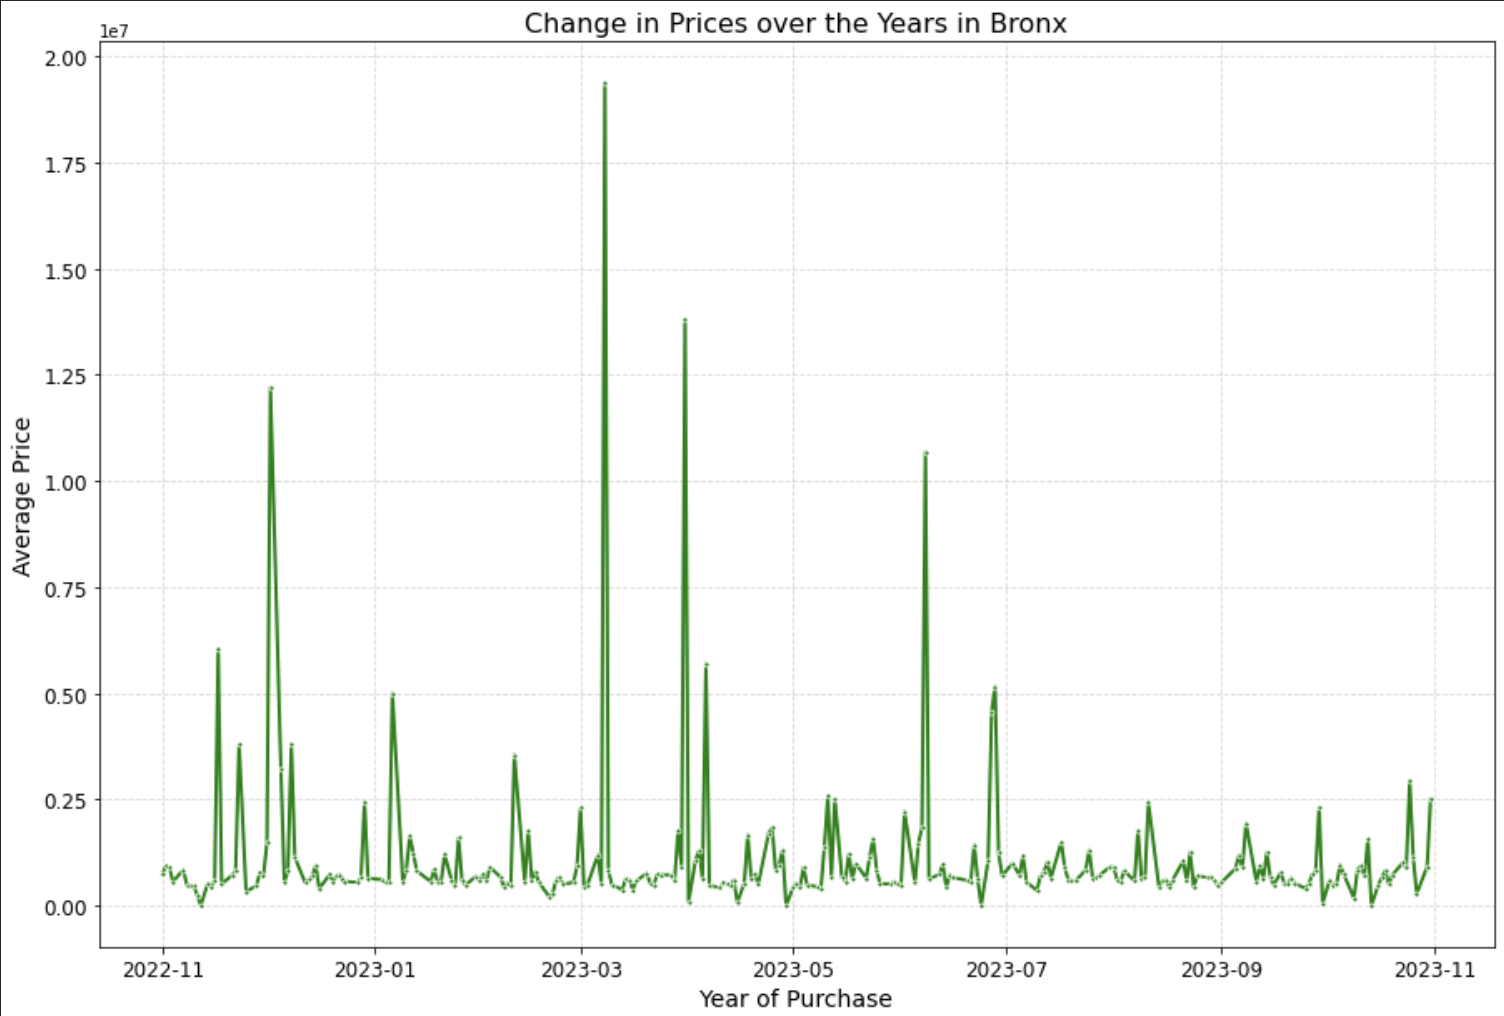 Change in Prices over the Years in Bronx
1e7
2.00
1.75
1.50
1.25
1.00
0.75
0.50
0.25
0.00
Average Price
2022-11 2023-01 2023-03 2023-05 2023-07 2023-09 2023-11
Year of Purchase